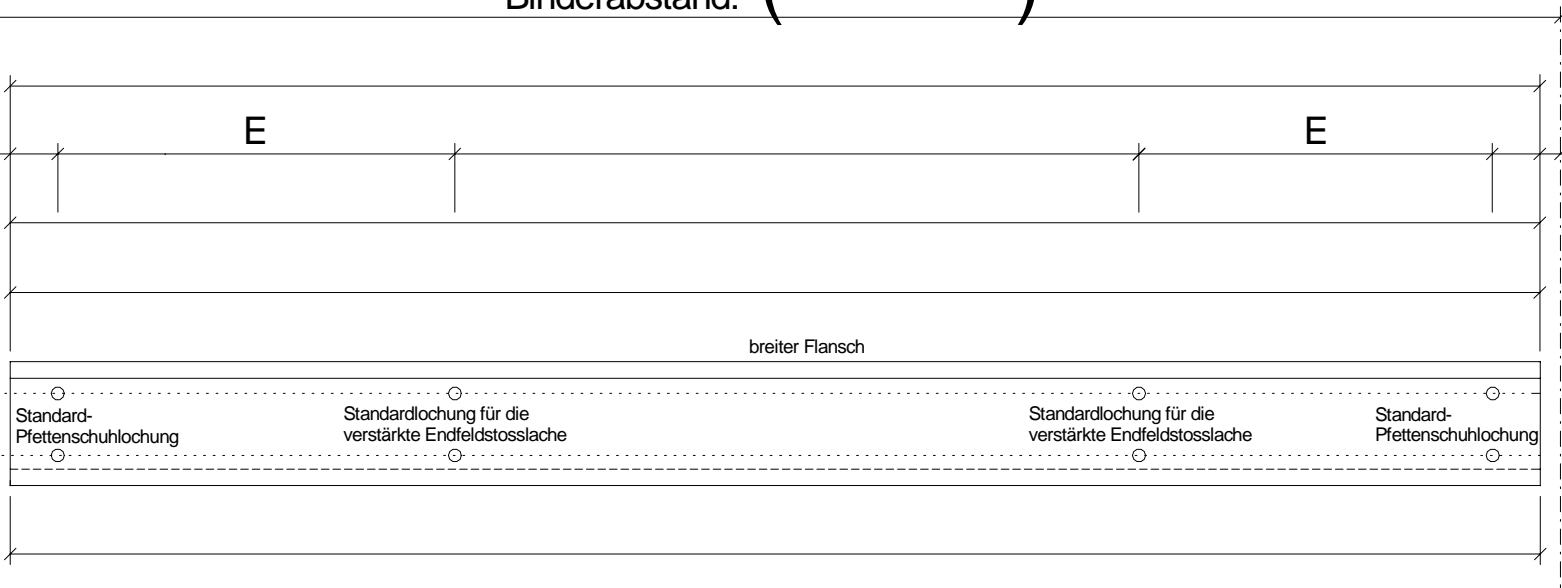 Binderabstand: ( )
E E
breiter Flansch
Standard-
Pfettenschuhlochung
Standardlochung für die
verstärkte Endfeldstosslache
Standardlochung für die
verstärkte Endfeldstosslache
Standard-
Pfettenschuhlochung